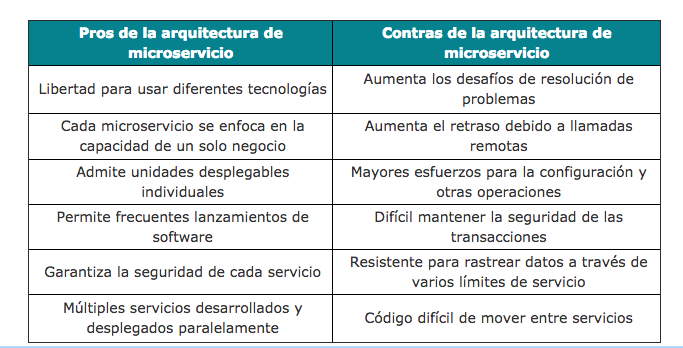 Pros de la arquitectura de
microservicio
Contras de la arquitectura de
microservicio
Libertad para usar diferentes tecnologías
Aumenta los desafíos de resolución de
problemas
Cada microservicio se enfoca en la
capacidad de un solo negocio
Aumenta el retraso debido a llamadas
remotas
Admite unidades desplegables
individuales
Mayores esfuerzos para la configuración y
otras operaciones
Permite frecuentes lanzamientos de
software
Difícil mantener la seguridad de las
transacciones
Garantiza la seguridad de cada servicio
Resistente para rastrear datos a través de
varios límites de servicio
Múltiples servicios desarrollados y
desplegados paralelamente
Código difícil de mover entre servicios